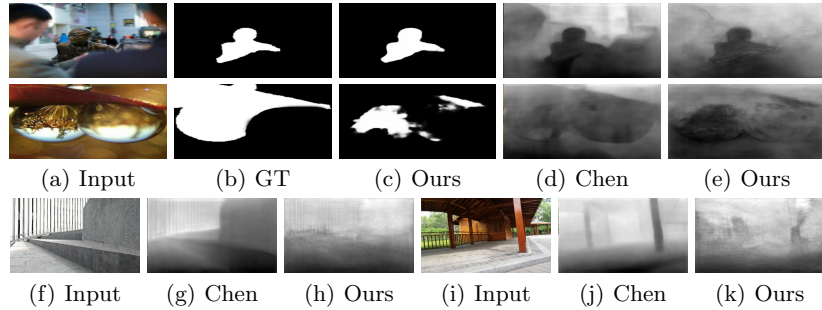 (a) Input (b) GT (c) Ours (d) Chen (e) Ours
(f) Input (g) Chen (h) Ours (i) Input (j) Chen (k) Ours